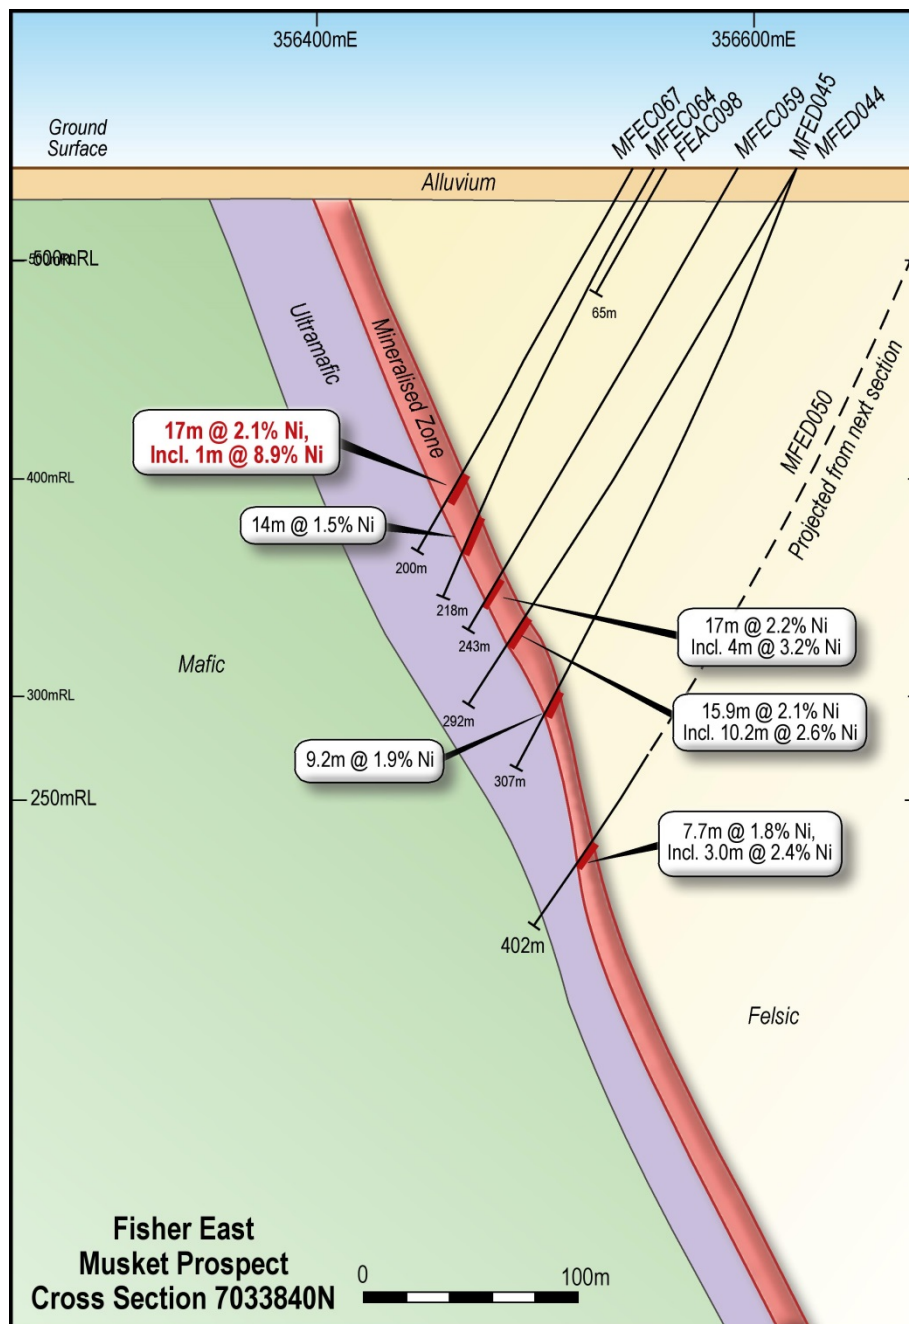 356400mE
356600mE
Ground
Surface
MFEC067
MFEC064
FEAC098
MFEC059
MFED045
MFED044
Alluvium
500mRL
500mRL
65m
Ultramafic
Mineralised Zone
MFED050
Projected from next section
17m @ 2.1% Ni,
Incl. 1m @ 8.9% Ni
400mRL
14m @ 1.5% Ni
200m
218m
243m
17m @ 2.2% Ni
Incl. 4m @ 3.2% Ni
Mafic
300mRL
292m
15.9m @ 2.1% Ni
Incl. 10.2m @ 2.6% Ni
9.2m @ 1.9% Ni
307m
250mRL
7.7m @ 1.8% Ni,
Incl. 3.0m @ 2.4% Ni
402m
Felsic
Fisher East
Musket Prospect
Cross Section 7033840N
0
100m